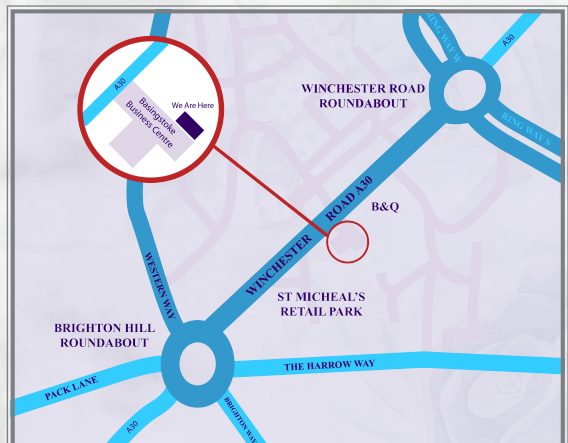 RING WAY W
A30
WINCHESTER ROAD
ROUNDABOUT
RING WAY S
A30
We Are Here
Basingstoke
Business Centre
B&Q
WINCHESTER ROAD A30
WESTERN WAY
ST MICHEAL'S
RETAIL PARK
BRIGHTON HILL
ROUNDABOUT
THE HARROW WAY
PACK LANE
A30
BRIGHTON WAY